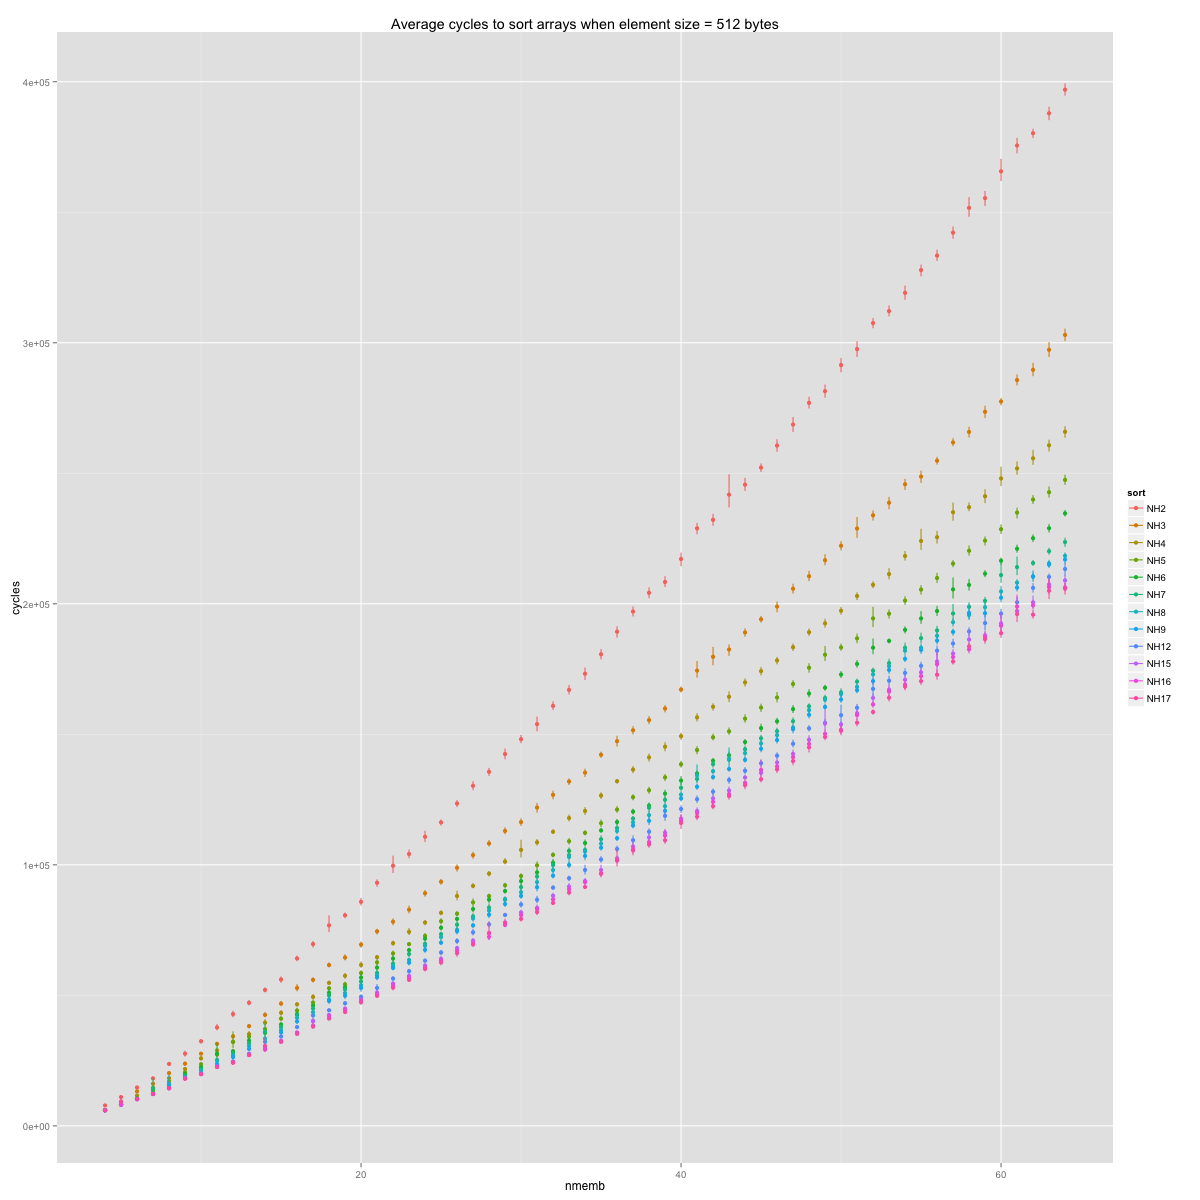 Average cycles to sort arrays when element size = 512 bytes
4e+05
3e+05
2e+05
1e+05
0e+00
cycles
20
40
60
nmemb
sort
NH2
NH3
NH4
NH5
NH6
NH7
NH8
NH9
NH12
NH15
NH16
NH17